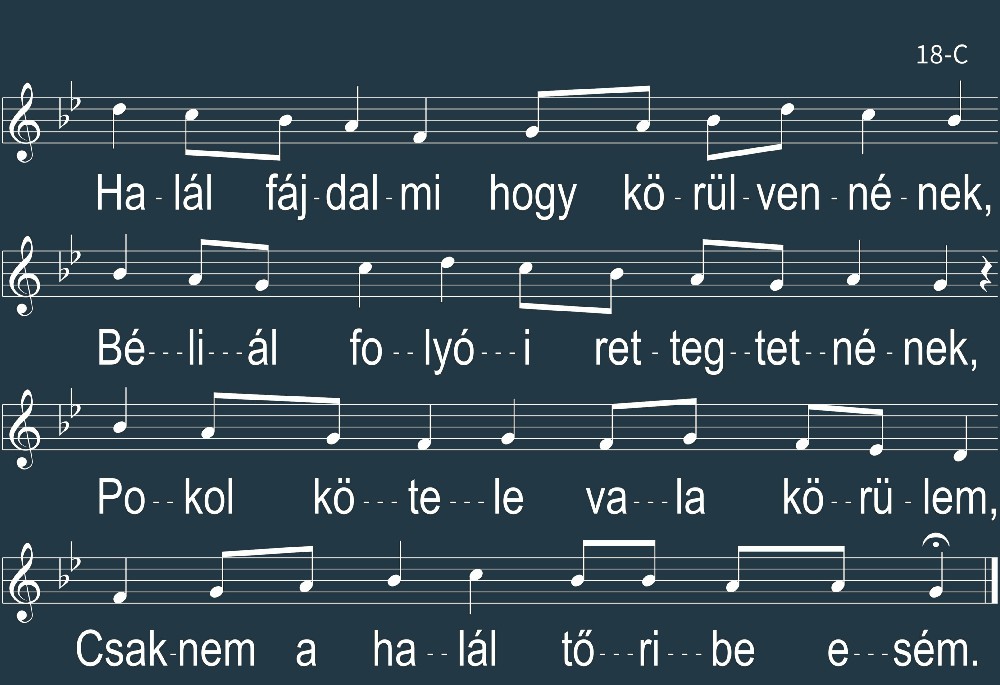 18-C
Ha - lál fáj - dal - mi hogy kö - rül - ven - né - nek,
Bé - - - li - - - ál fo - - lyó - - - i ret - teg - - tet - - né - nek,
Po - - kol kö - - - te - - - le va - - - la kö - - rü - lem,
Csak - nem a ha - - lál tő - - - ri - - - be e - - - sém.